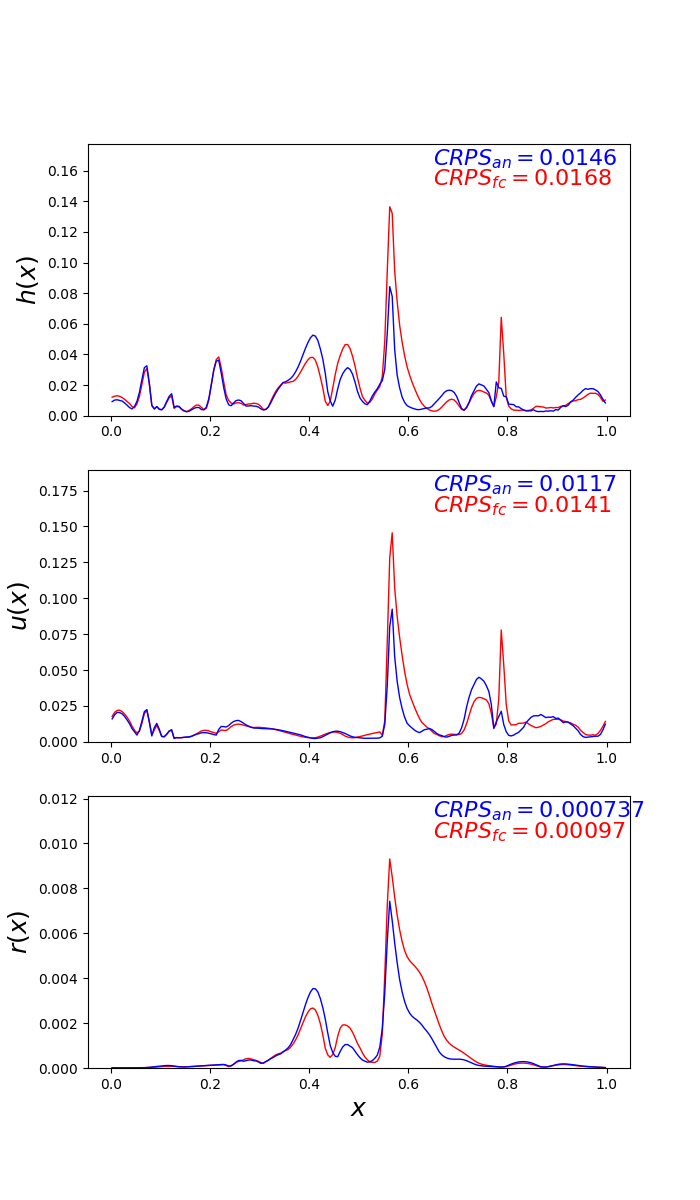 CRPS_an = 0.0146
CRPS_fc = 0.0168
0.16
0.14
0.12
0.10
0.08
0.06
0.04
0.02
0.00
h(x)
0.0 0.2 0.4 0.6 0.8 1.0
CRPS_an = 0.0117
CRPS_fc = 0.0141
0.175
0.150
0.125
0.100
0.075
0.050
0.025
0.000
u(x)
0.0 0.2 0.4 0.6 0.8 1.0
CRPS_an = 0.000737
CRPS_fc = 0.00097
0.012
0.010
0.008
0.006
0.004
0.002
0.000
r(x)
0.0 0.2 0.4 0.6 0.8 1.0
x